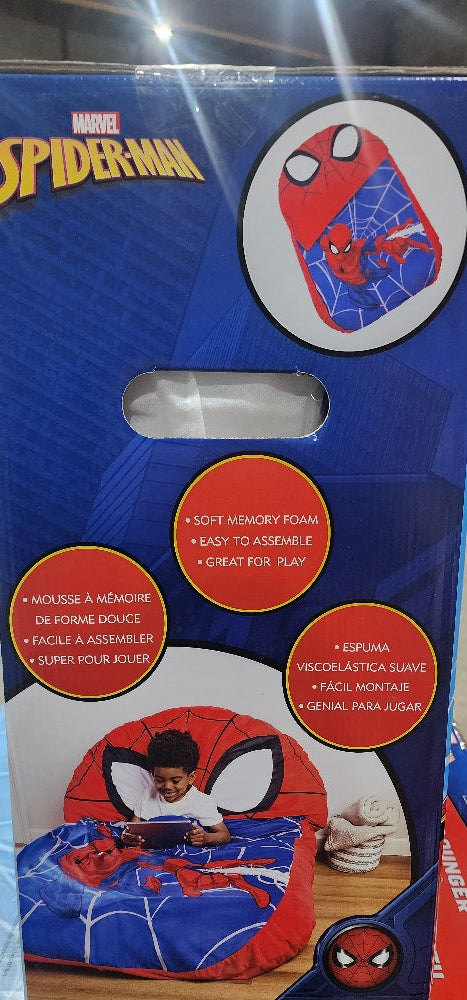 MARVEL
SPIDER-MAN
• SOFT MEMORY FOAM
• EASY TO ASSEMBLE
• GREAT FOR PLAY
• MOUSSE À MÉMOIRE
DE FORME DOUCE
• FACILE À ASSEMBLER
• SUPER POUR JOUER
• ESPUMA
VISCOELÁSTICA SUAVE
• FÁCIL MONTAJE
• GENIAL PARA JUGAR